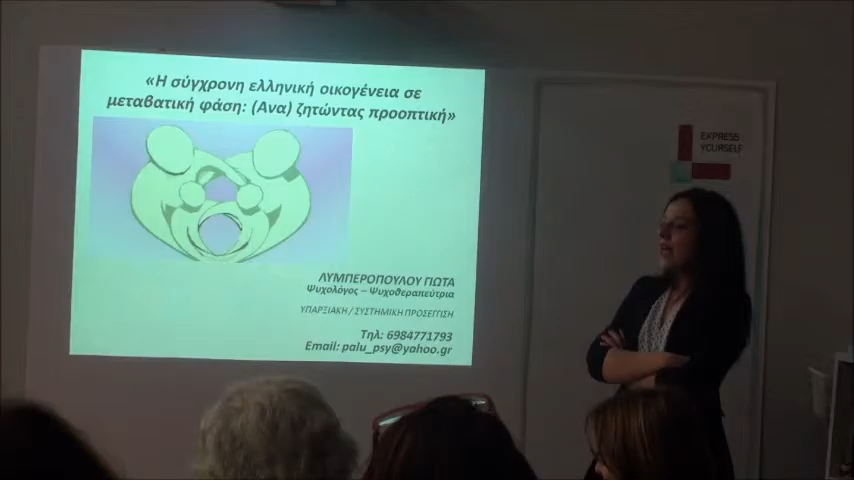 «Η σύγχρονη ελληνική οικογένεια σε
μεταβατική φάση: (Ανα) ζητώντας προοπτική»
ΛΥΜΠΕΡΟΠΟΥΛΟΥ ΓΙΩΤΑ
Ψυχολόγος – Ψυχοθεραπεύτρια
ΥΠΑΡΞΙΑΚΗ / ΣΥΣΤΗΜΙΚΗ ΠΡΟΣΕΓΓΙΣΗ
Τηλ: 6984771793
Email: palu_psy@yahoo.gr
EXPRESS
YOURSELF